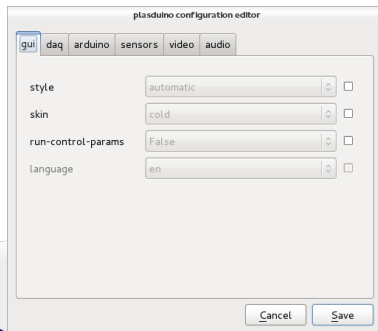 plasduino configuration editor
gui daq arduino sensors video audio
style automatic
skin cold
run-control-params False
language en
Cancel Save